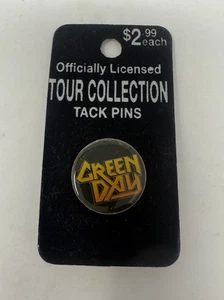 $2.99
each
Officially Licensed
TOUR COLLECTION
TACK PINS
GREEN
DAY